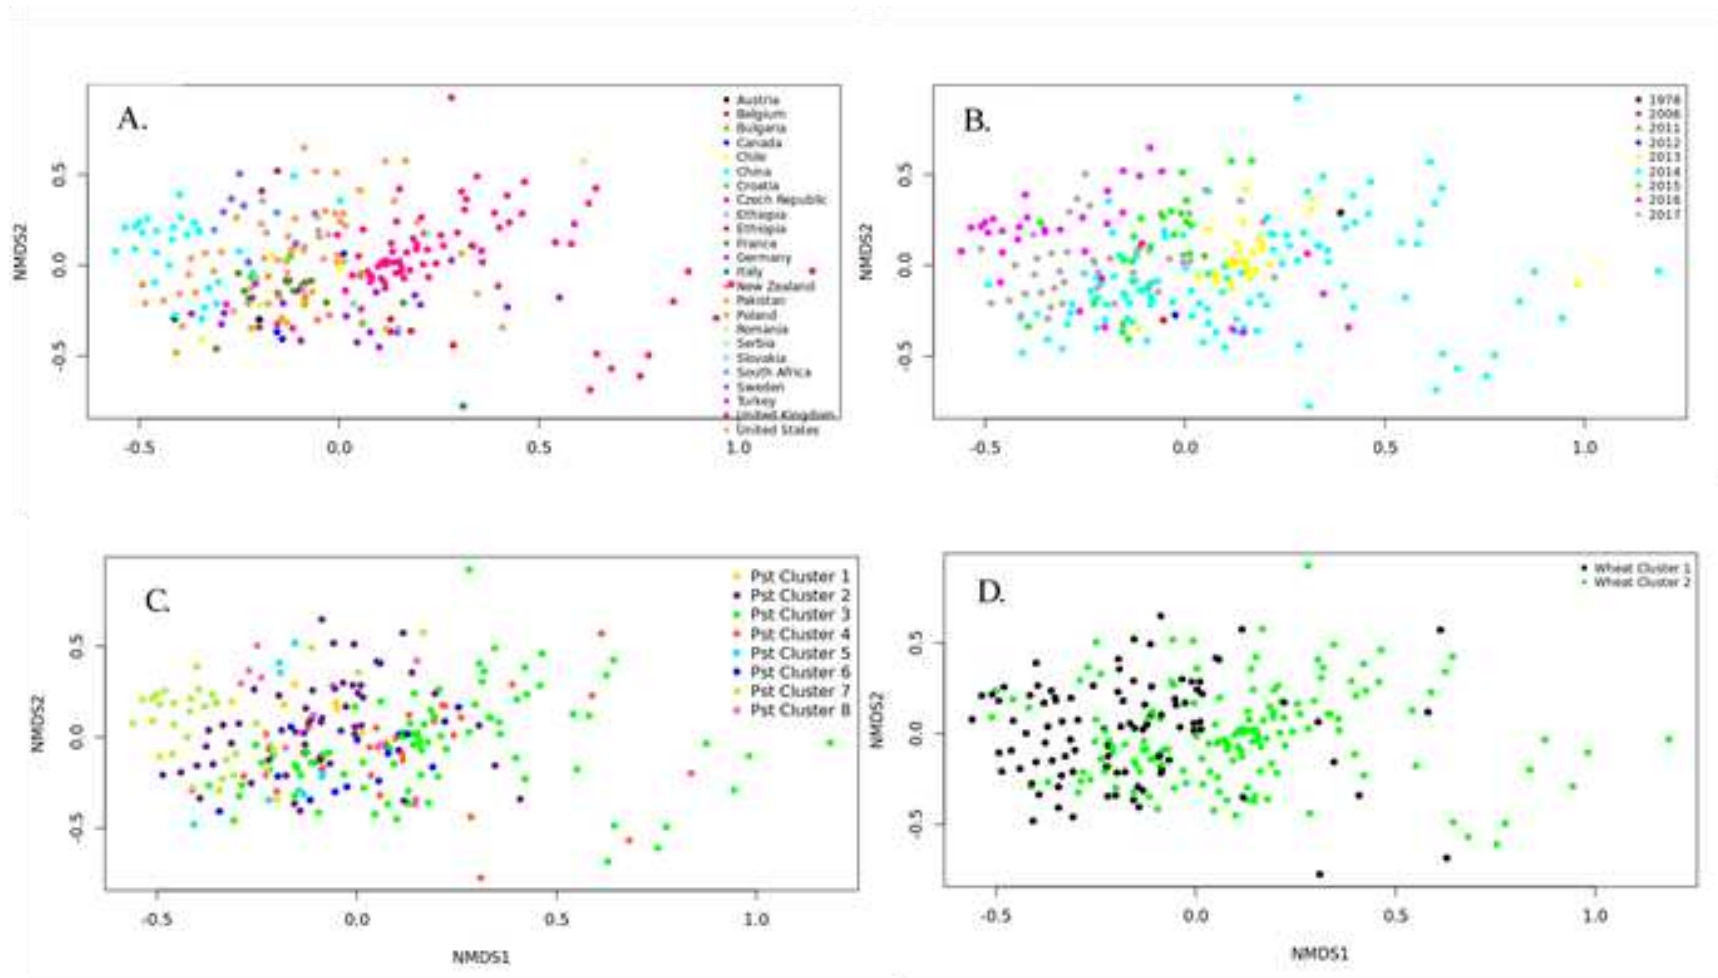 A.
Austria
Belgium
Bulgaria
Canada
Chile
China
Croatia
Czech Republic
Ethiopia
Ethiopia
France
Germany
Italy
New Zealand
Pakistan
Poland
Romania
Serbia
Slovakia
South Africa
Sweden
Turkey
United Kingdom
United States
NMDS2
0.5
0.0
-0.5
-0.5 0.0 0.5 1.0
B.
1978
2006
2011
2012
2013
2014
2015
2016
2017
NMDS2
0.5
0.0
-0.5
-0.5 0.0 0.5 1.0
C.
Pst Cluster 1
Pst Cluster 2
Pst Cluster 3
Pst Cluster 4
Pst Cluster 5
Pst Cluster 6
Pst Cluster 7
Pst Cluster 8
NMDS2
0.5
0.0
-0.5
-0.5 0.0 0.5 1.0
NMDS1
D.
Wheat Cluster 1
Wheat Cluster 2
NMDS2
0.5
0.0
-0.5
-0.5 0.0 0.5 1.0
NMDS1